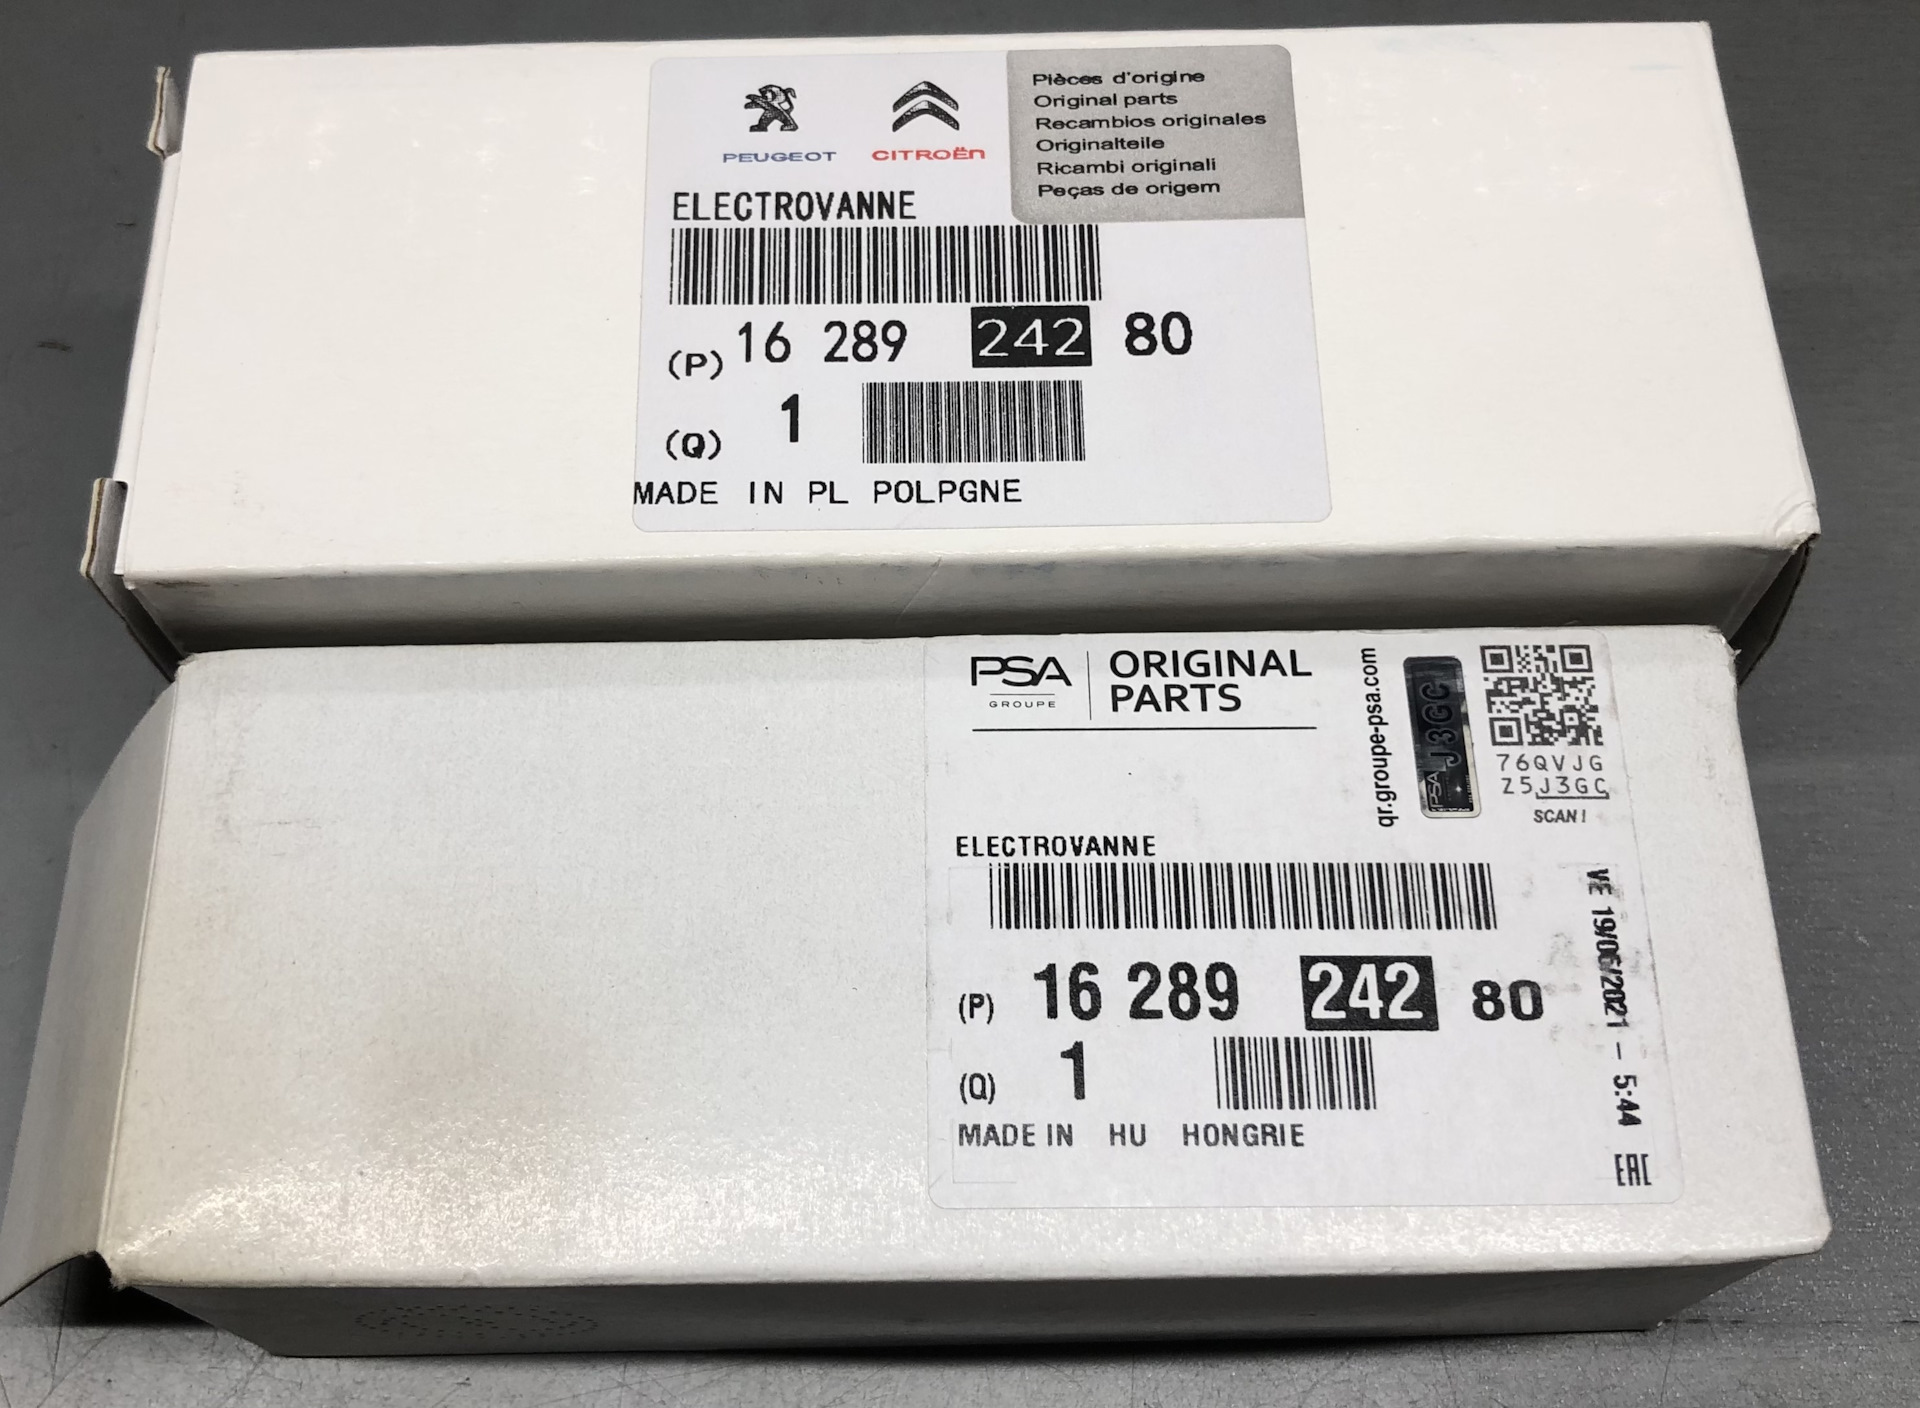 PEUGEOT
CITROËN
Pièces d'origine
Original parts
Recambios originales
Originalteile
Ricambi originali
Peças de origem
ELECTROVANNE
(P) 16 289 242 80
(Q) 1
MADE IN PL POLPGNE
PSA
GROUPE
ORIGINAL
PARTS
qr.groupe-psa.com
PSA J3GC
76QVJG
Z5J3GC
SCAN!
ELECTROVANNE
(P) 16 289 242 80
(Q) 1
MADE IN HU HONGRIE
VE 19/06/2021 - 5:44
EAC